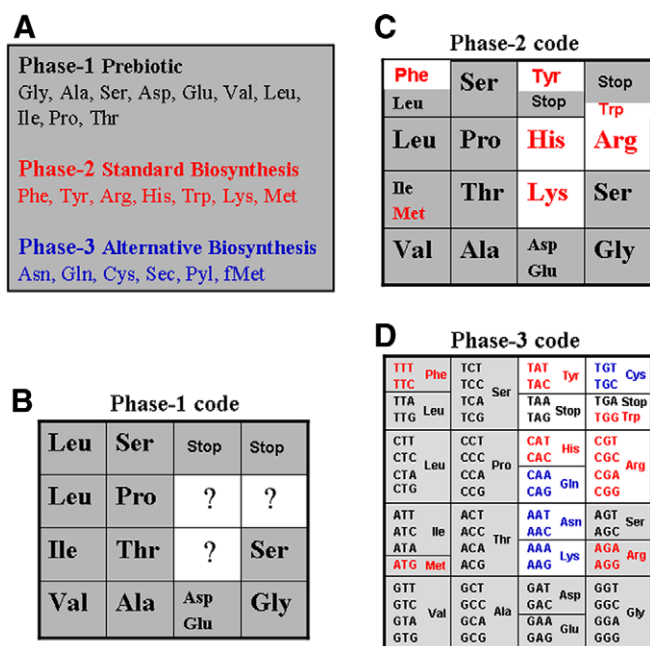 A
Phase-1 Prebiotic
Gly, Ala, Ser, Asp, Glu, Val, Leu,
Ile, Pro, Thr
Phase-2 Standard Biosynthesis
Phe, Tyr, Arg, His, Trp, Lys, Met
Phase-3 Alternative Biosynthesis
Asn, Gln, Cys, Sec, Pyl, fMet
B
Phase-1 code
Leu Ser Stop Stop
Leu Pro ? ?
Ile Thr ? Ser
Val Ala Asp Gly
Glu
C
Phase-2 code
Phe Ser Tyr Stop
Leu Stop Trp
Leu Pro His Arg
Ile Thr Lys Ser
Met
Val Ala Asp Gly
Glu
D
Phase-3 code
TTT Phe TCT Ser TAT Tyr TGT Cys
TTC TCC TAC TGC
TTA Leu TCA TAA Stop TGA Stop
TTG TCG TAG TGG Trp
CTT Leu CCT Pro CAT His CGT Arg
CTC CCC CAC CGC
CTA CCA CAA Gln CGA
CTG CCG CAG CGG
ATT Ile ACT Thr AAT Asn AGT Ser
ATC ACC AAC AGC
ATA ACA AAA Lys AGA Arg
ATG Met ACG AAG AGG
GTT Val GCT Ala GAT Asp GGT Gly
GTC GCC GAC GGC
GTA GCA GAA Glu GGA
GTG GCG GAG GGG